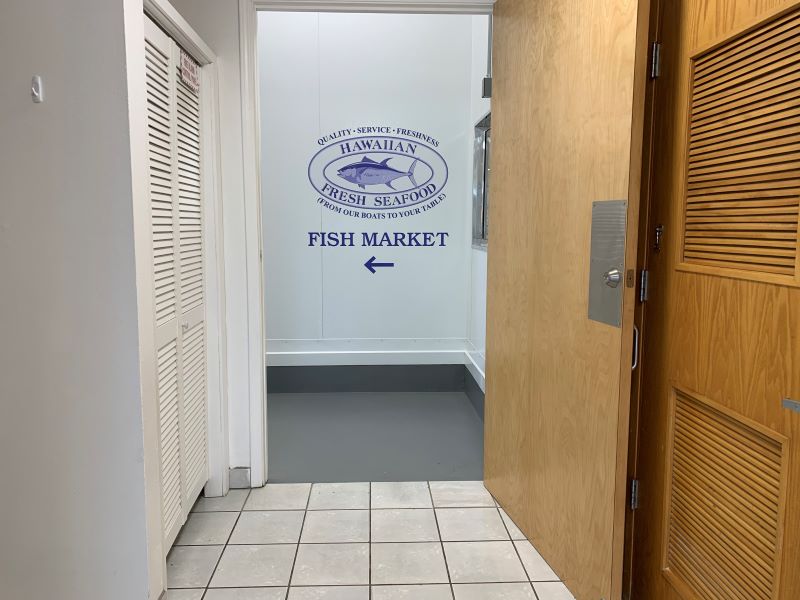 QUALITY • SERVICE • FRESHNESS
HAWAIIAN
FRESH SEAFOOD
(FROM OUR BOATS TO YOUR TABLE)
FISH MARKET
←